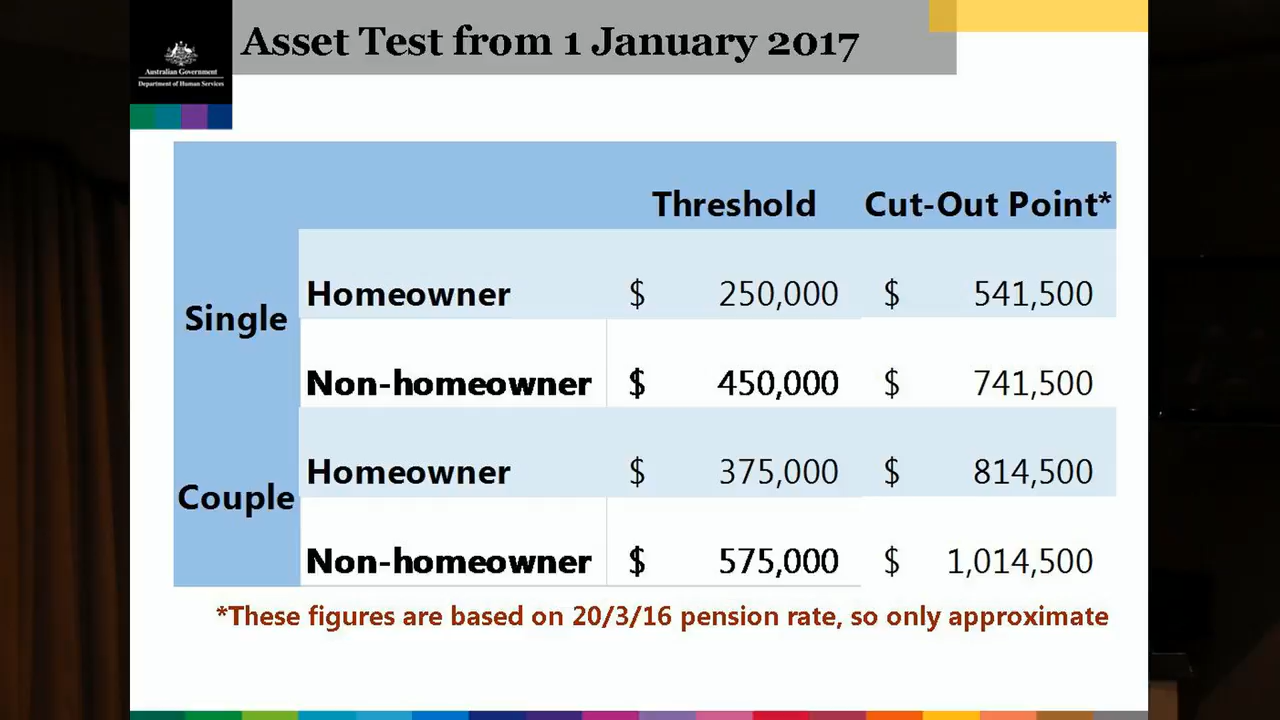 Asset Test from 1 January 2017
Australian Government
Department of Human Services
Threshold Cut-Out Point*
Single
Homeowner $ 250,000 $ 541,500
Non-homeowner $ 450,000 $ 741,500
Couple
Homeowner $ 375,000 $ 814,500
Non-homeowner $ 575,000 $ 1,014,500
*These figures are based on 20/3/16 pension rate, so only approximate